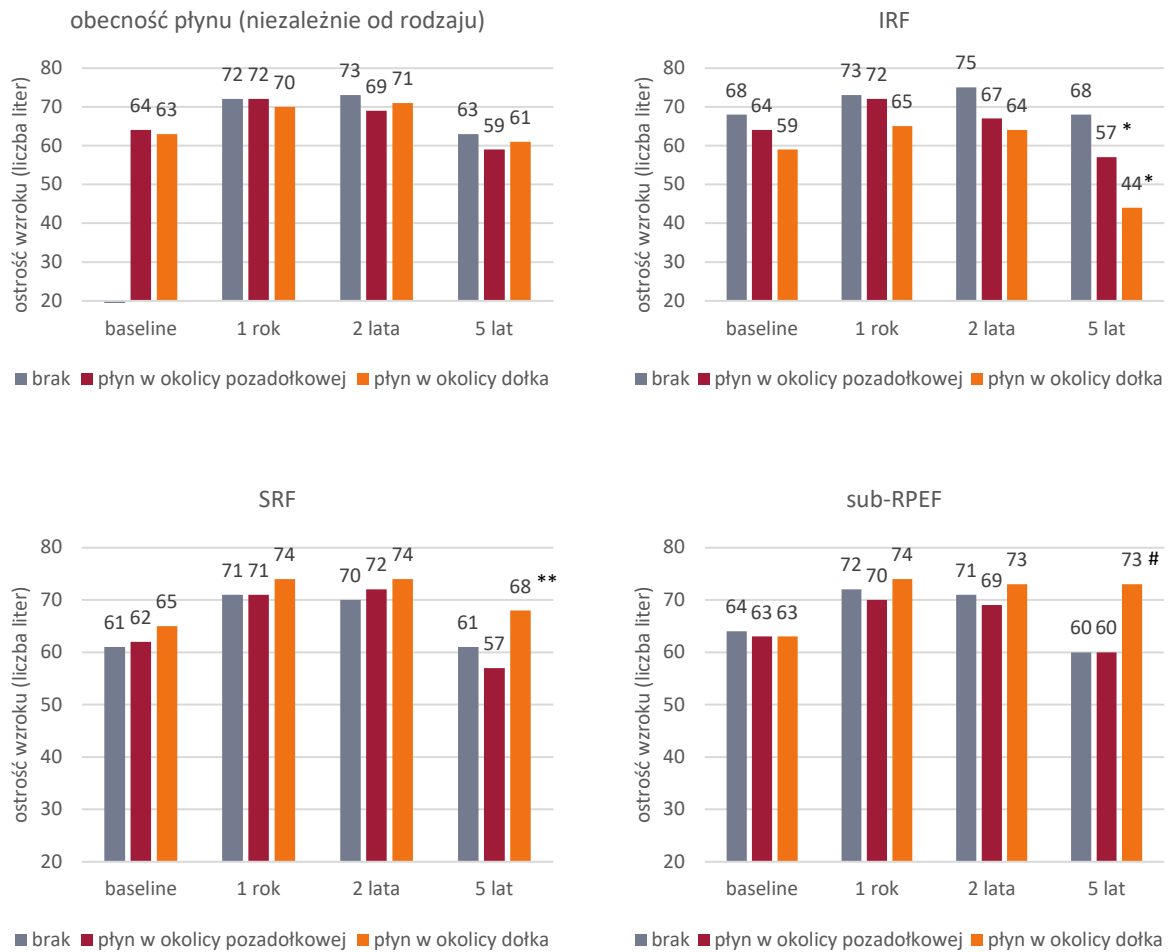 obecność płynu (niezależnie od rodzaju)
ostrość wzroku (liczba liter)
80
70
60
50
40
30
20
64 63
72 72 70
73 69 71
63 59 61
baseline 1 rok 2 lata 5 lat
brak płyn w okolicy pozadołkowej płyn w okolicy dołka
IRF
ostrość wzroku (liczba liter)
80
70
60
50
40
30
20
68 64 59
73 72 65
75 67 64
68 57 * 44 *
baseline 1 rok 2 lata 5 lat
brak płyn w okolicy pozadołkowej płyn w okolicy dołka
SRF
ostrość wzroku (liczba liter)
80
70
60
50
40
30
20
61 62 65
71 71 74
70 72 74
61 57 68 **
baseline 1 rok 2 lata 5 lat
brak płyn w okolicy pozadołkowej płyn w okolicy dołka
sub-RPEF
ostrość wzroku (liczba liter)
80
70
60
50
40
30
20
64 63 63
72 70 74
71 69 73
60 60 73 #
baseline 1 rok 2 lata 5 lat
brak płyn w okolicy pozadołkowej płyn w okolicy dołka